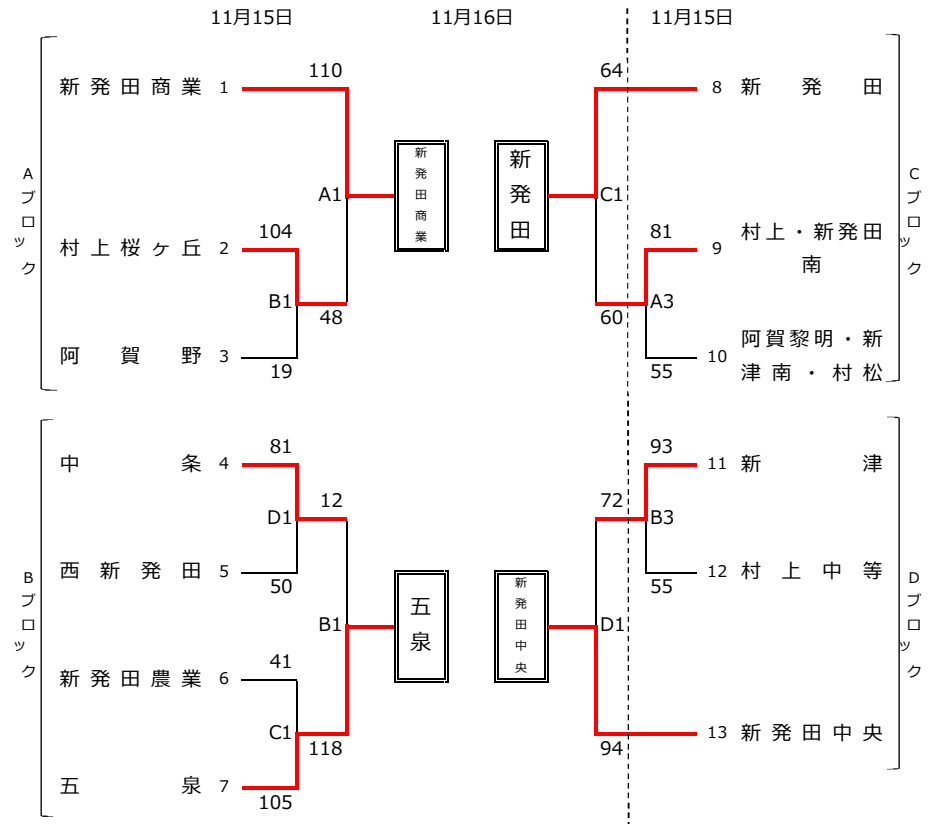 11月15日 11月16日 11月15日
Aブロック
新発田商業 1
110
村上桜ヶ丘 2
104
A1
B1
48
阿賀野 3
19
新発田商業
新発田
64
8 新発田
C1
81
9 村上・新発田
南
A3
60
10 阿賀黎明・新
津南・村松
55
Cブロック
Bブロック
中条 4
81
12
D1
西新発田 5
50
B1
新発田農業 6
41
C1
118
五泉 7
105
五泉
新発田中央
93
11 新津
72
B3
12 村上中等
55
D1
13 新発田中央
94
Dブロック